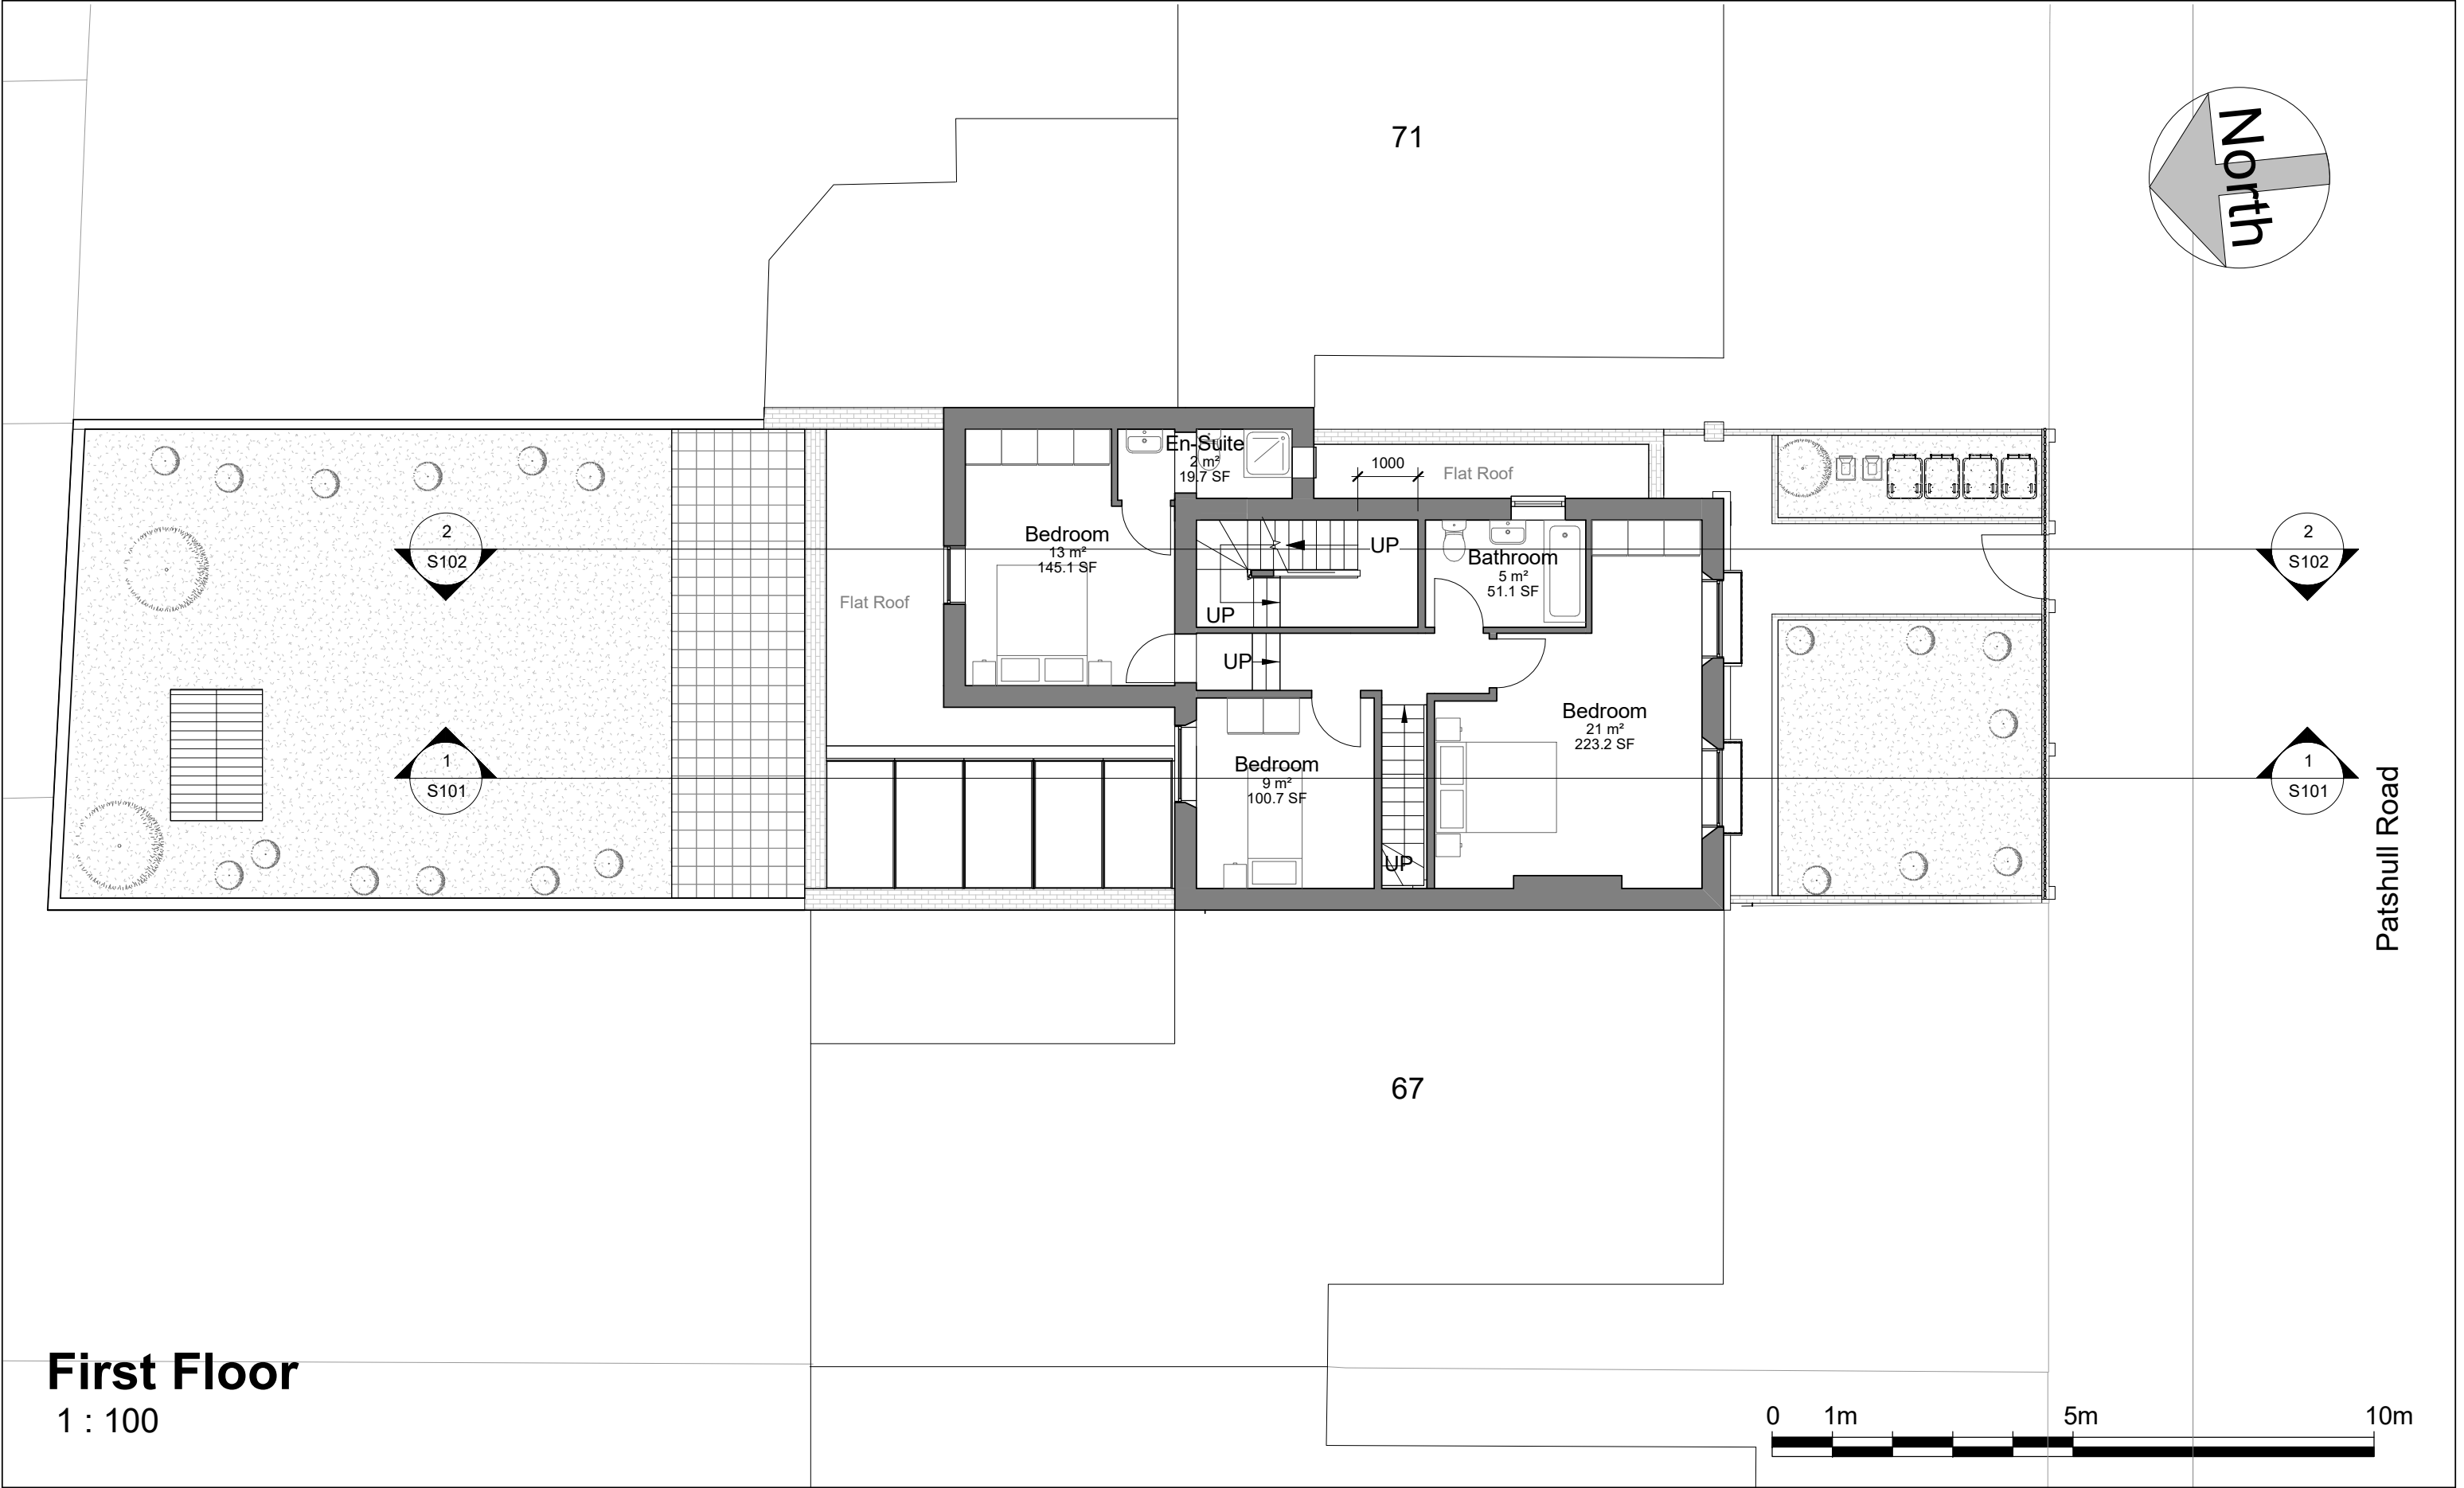 71
North
En-Suite
2 m²
19.7 SF
1000
Flat Roof
2
S102
Bedroom
13 m²
145.1 SF
UP
Bathroom
5 m²
51.1 SF
2
S102
Flat Roof
UP
UP
Bedroom
21 m²
223.2 SF
1
S101
Bedroom
9 m²
100.7 SF
UP
1
S101
Patshull Road
67
First Floor
1 : 100
0 1m 5m 10m